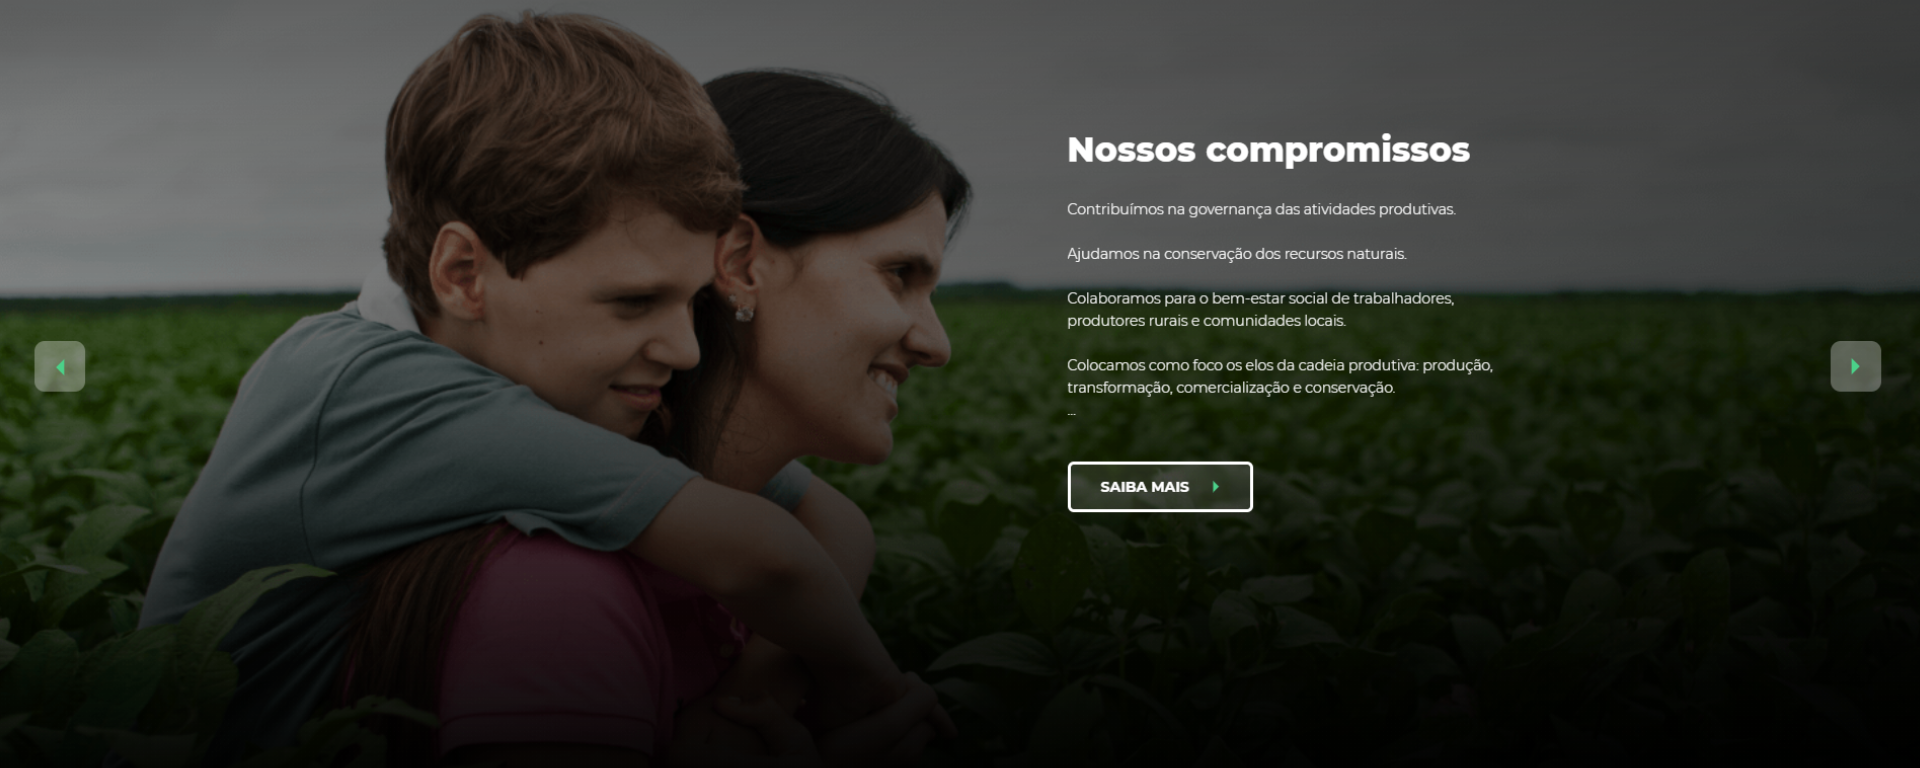 Nossos compromissos
Contribuímos na governança das atividades produtivas.
Ajudamos na conservação dos recursos naturais.
Colaboramos para o bem-estar social de trabalhadores,
produtores rurais e comunidades locais.
Colocamos como foco os elos da cadeia produtiva: produção,
transformação, comercialização e conservação.
...
SAIBA MAIS